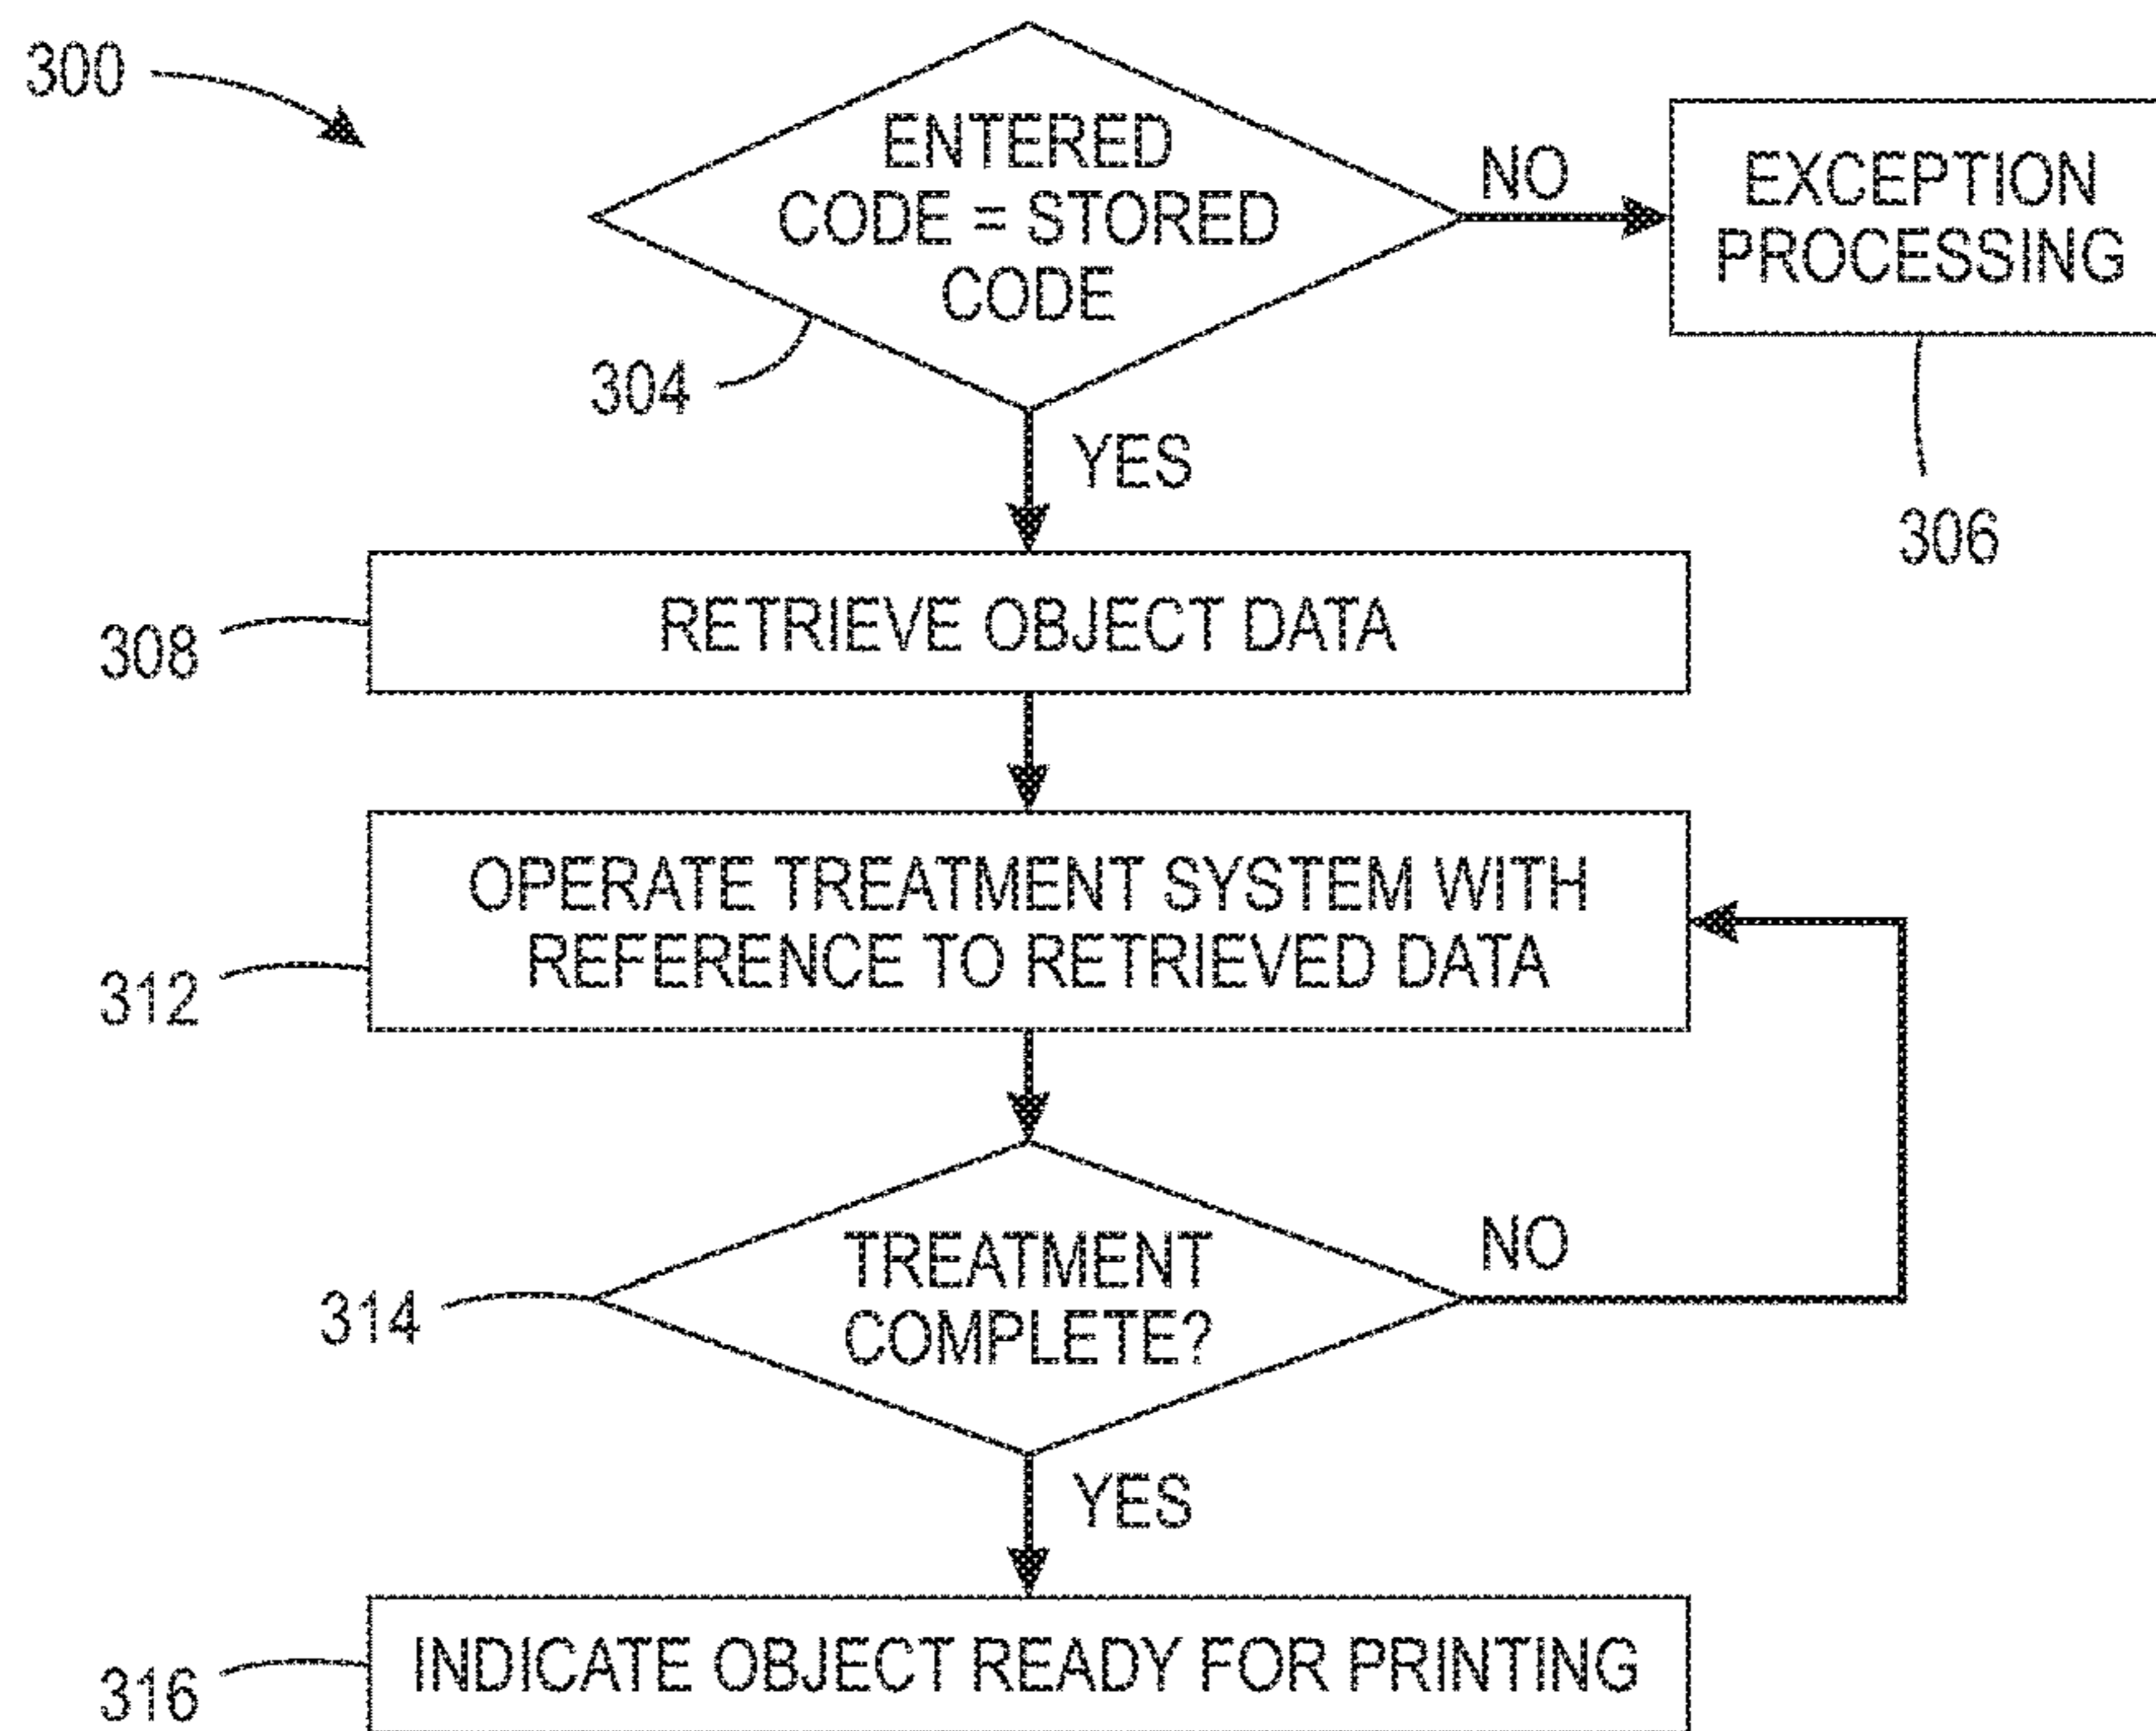 300
ENTERED
CODE = STORED
CODE
NO
EXCEPTION
PROCESSING
304
306
YES
308
RETRIEVE OBJECT DATA
312
OPERATE TREATMENT SYSTEM WITH
REFERENCE TO RETRIEVED DATA
314
TREATMENT
COMPLETE?
NO
YES
316
INDICATE OBJECT READY FOR PRINTING